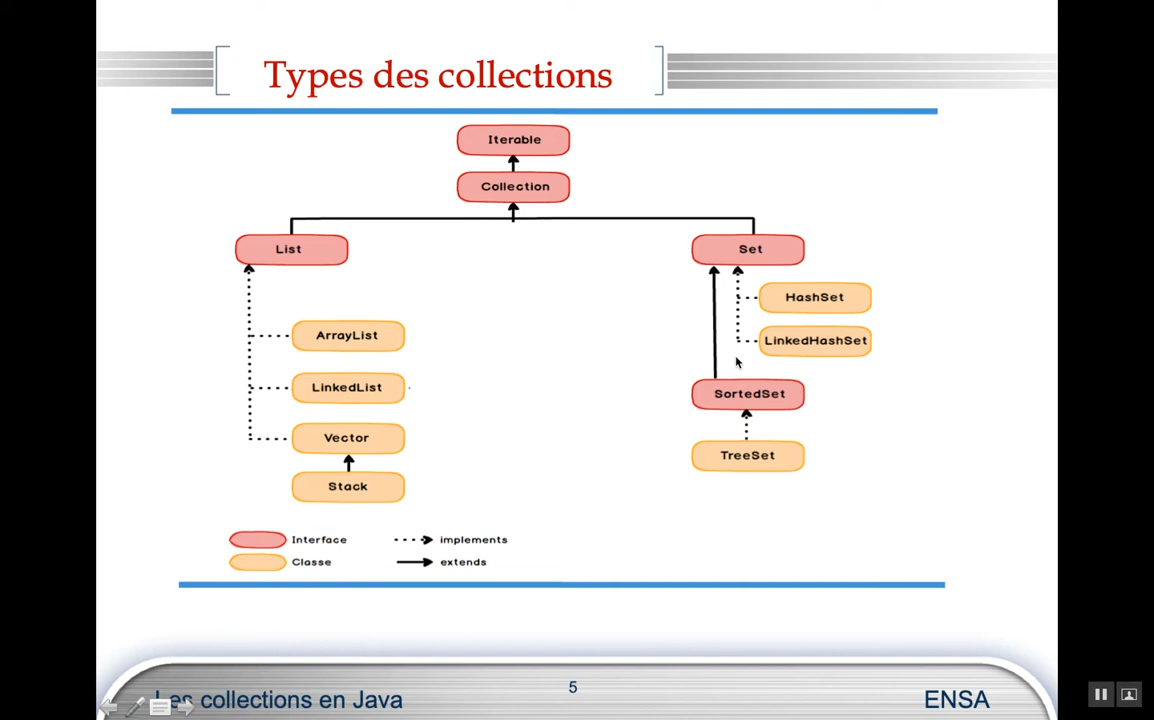 Types des collections
Iterable
Collection
List
Set
HashSet
ArrayList
LinkedHashSet
LinkedList
SortedSet
Vector
TreeSet
Stack
Interface
implements
Classe
extends
Les collections en Java
5
ENSA